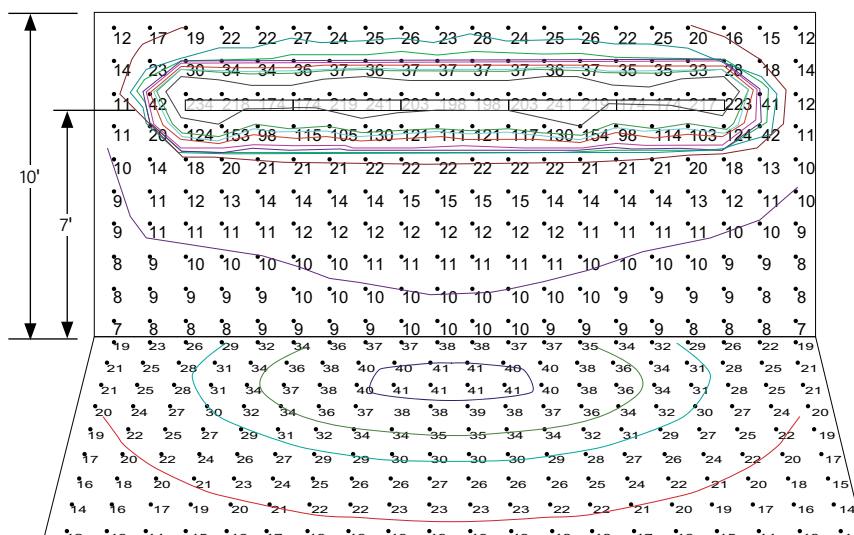 12 17 19 22 22 27 24 25 26 23 28 24 25 26 22 25 20 16 15 12
14 23 30 34 34 36 37 36 37 37 37 37 36 37 35 35 33 28 18 14
11 42 234 218 174 219 241 203 198 198 203 241 174 174 217 223 41 12
11 20 124 153 98 115 105 130 121 111 121 117 130 154 98 114 103 124 42 11
10 14 18 20 21 21 21 22 22 22 22 22 21 21 21 21 20 18 13 10
10'
9 11 12 13 14 14 14 14 15 15 15 15 14 14 14 14 13 12 11 10
7'
9 11 11 11 11 12 12 12 12 12 12 12 11 11 11 11 11 10 10 9
8 9 10 10 10 10 10 11 11 11 11 11 11 10 10 10 10 9 9 8
8 9 9 9 9 10 10 10 10 10 10 10 10 10 9 9 9 9 8 8
7 8 8 8 9 9 9 9 10 10 10 10 9 9 9 9 8 8 8 7
19 23 26 29 32 34 36 37 37 38 38 37 37 35 34 32 29 26 22 19
21 25 28 31 34 36 38 40 40 41 41 40 40 38 36 34 31 28 25 21
21 25 28 31 34 37 38 40 41 41 41 41 40 38 36 34 31 28 25 21
20 24 27 30 32 34 36 37 38 38 39 38 37 36 34 32 30 27 24 20
19 22 25 27 29 31 32 34 34 35 35 34 34 32 31 29 27 25 22 19
17 20 22 24 26 27 29 29 30 30 30 30 29 28 27 26 24 22 20 17
16 18 20 21 23 24 25 26 26 27 27 26 26 25 24 22 21 20 18 15
14 16 17 19 20 21 22 22 23 23 23 23 22 22 21 20 19 17 16 14